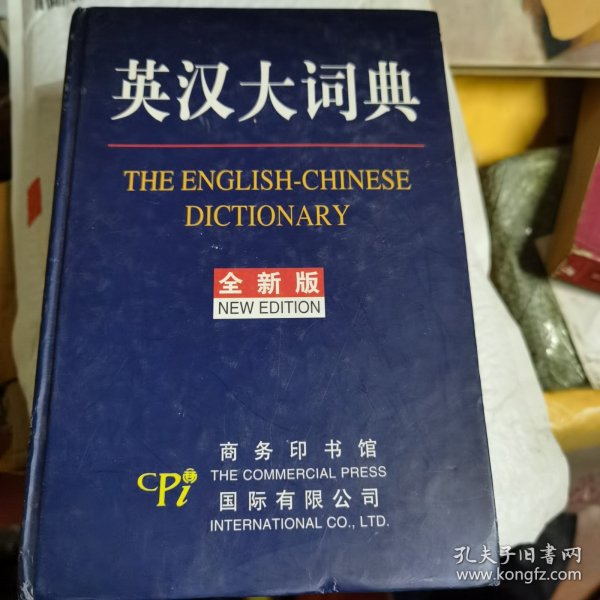 英汉大词典
THE ENGLISH-CHINESE
DICTIONARY
全新版
NEW EDITION
商务印书馆
CPi
THE COMMERCIAL PRESS
国际有限公司
INTERNATIONAL CO., LTD.
孔夫子旧书网
www.kongfz.com